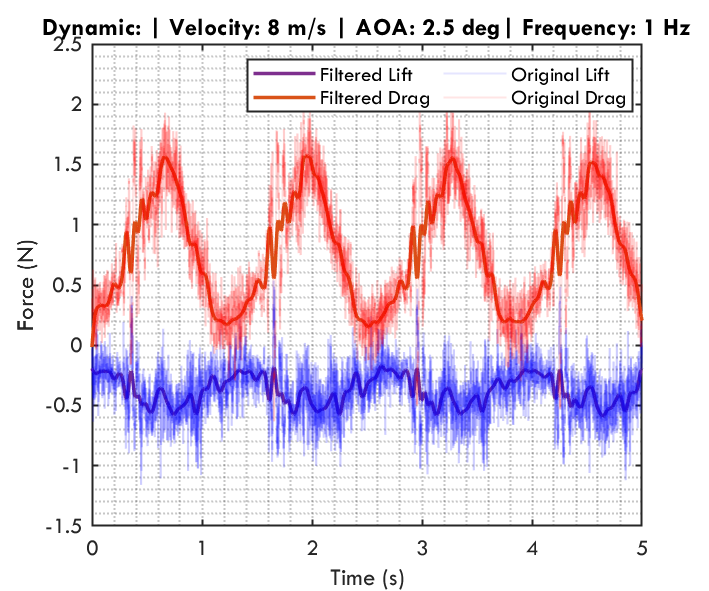 Dynamic: | Velocity: 8 m/s | AOA: 2.5 deg| Frequency: 1 Hz
2.5
Filtered Lift
Original Lift
Filtered Drag
Original Drag
2
1.5
1
0.5
0
-0.5
-1
-1.5
Force (N)
0 1 2 3 4 5
Time (s)